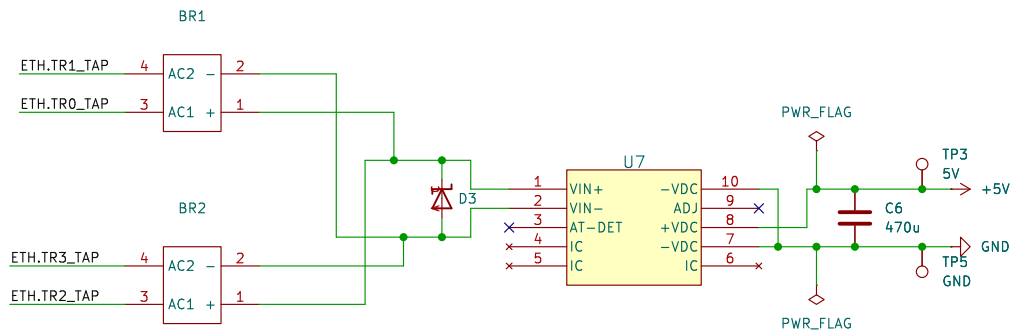 BR1
ETH.TR1_TAP 4 AC2 - 2
ETH.TR0_TAP 3 AC1 + 1
BR2
ETH.TR3_TAP 4 AC2 - 2
ETH.TR2_TAP 3 AC1 + 1
D3
U7
1 VIN+ -VDC 10
2 VIN- ADJ 9
3 AT-DET +VDC 8
4 IC -VDC 7
5 IC IC 6
PWR_FLAG
TP3
5V
+5V
C6
470u
GND
TP5
GND
PWR_FLAG